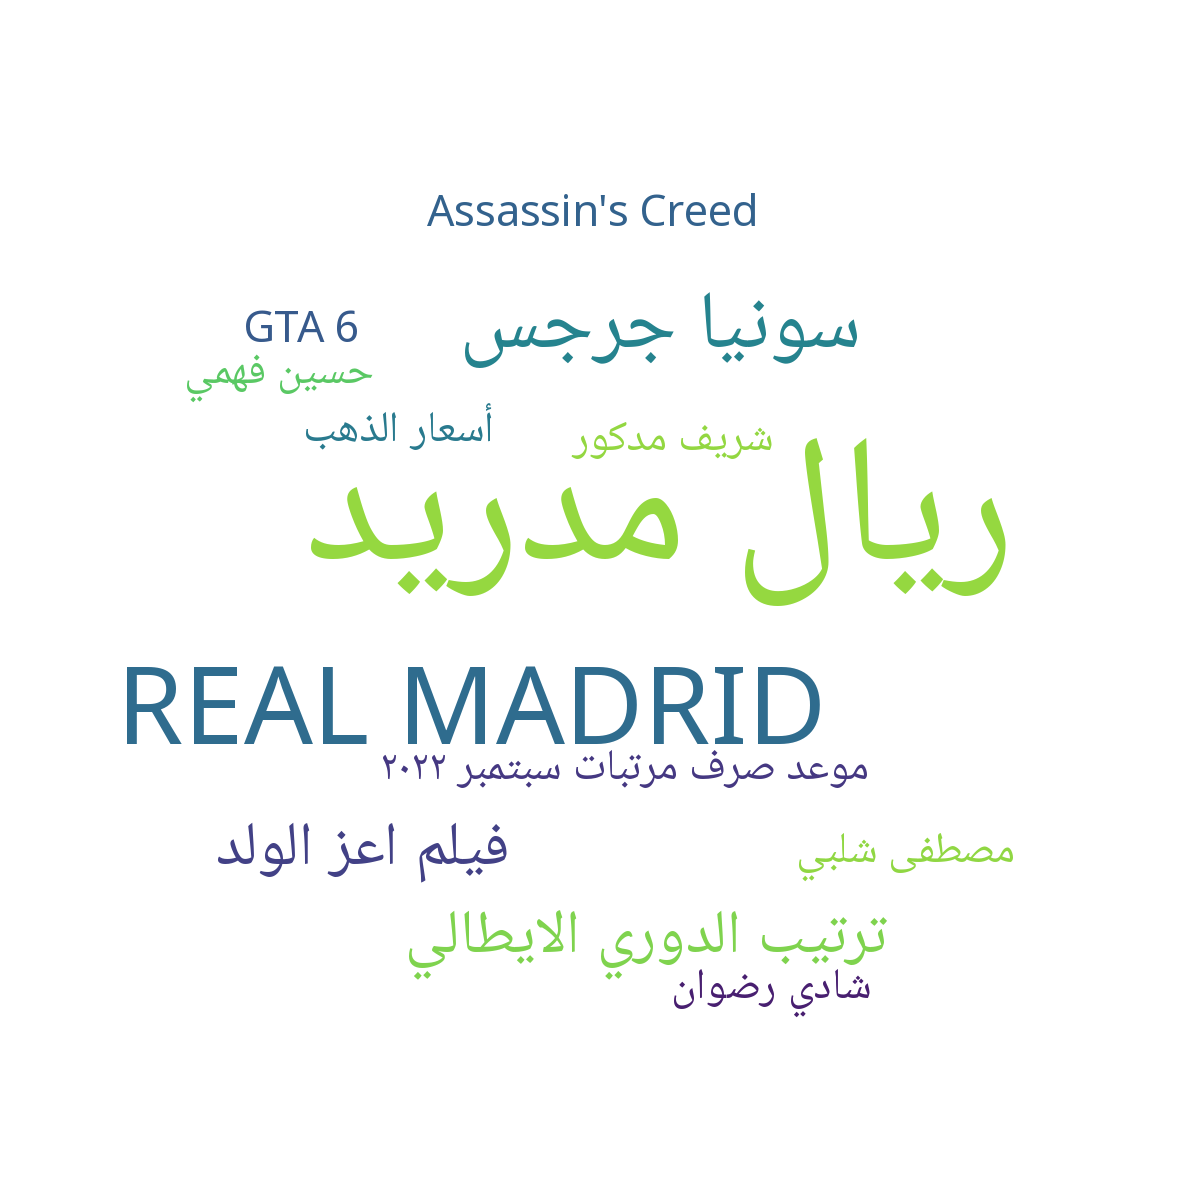 Assassin's Creed
سونيا جرجس
GTA 6
حسين فهمي
أسعار الذهب
شريف مدكور
ريال مدريد
REAL MADRID
موعد صرف مرتبات سبتمبر ٢٠٢٢
فيلم اعز الولد
مصطفى شلبي
ترتيب الدوري الايطالي
شادي رضوان